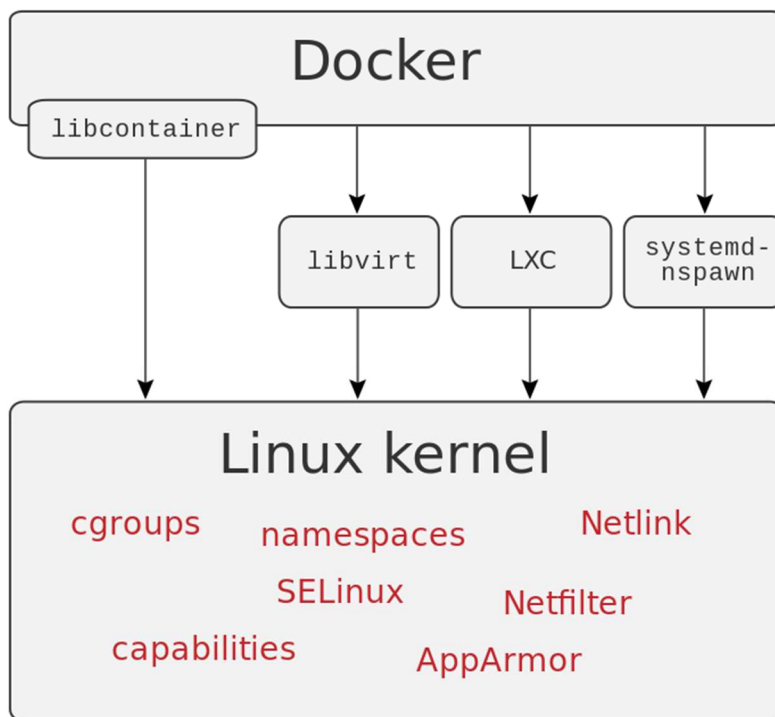 Docker
libcontainer
libvirt
LXC
systemd-
nspawn
Linux kernel
cgroups
namespaces
Netlink
SELinux
Netfilter
capabilities
AppArmor